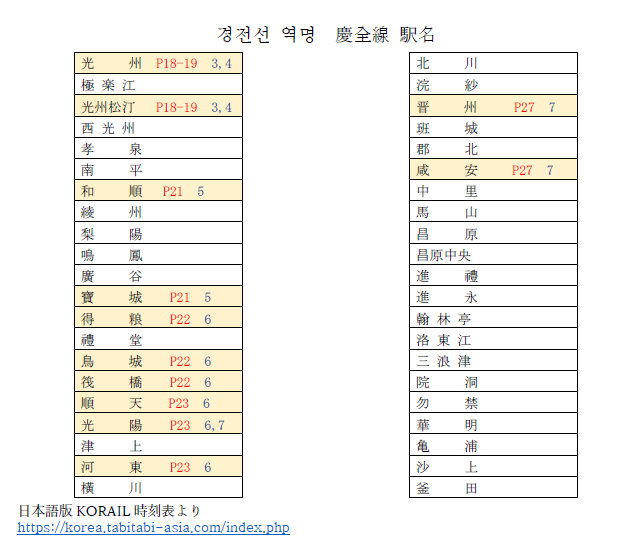 경전선 역명 慶全線 駅名
光 州 P18-19 3,4
極 楽 江
光州松汀 P18-19 3,4
西 光 州
孝 泉
南 平
和 順 P21 5
綾 州
梨 陽
鳴 鳳
廣 谷
寶 城 P21 5
得 粮 P22 6
禮 堂
鳥 城 P22 6
筏 橋 P22 6
順 天 P23 6
光 陽 P23 6,7
津 上
河 東 P23 6
横 川
北 川
浣 紗
晋 州 P27 7
班 城
郡 北
咸 安 P27 7
中 里
馬 山
昌 原
昌原中央
進 禮
進 永
翰 林 亭
洛 東 江
三 浪 津
院 洞
勿 禁
華 明
亀 浦
沙 上
釜 田
日本語版 KORAIL 時刻表より
https://korea.tabitabi-asia.com/index.php